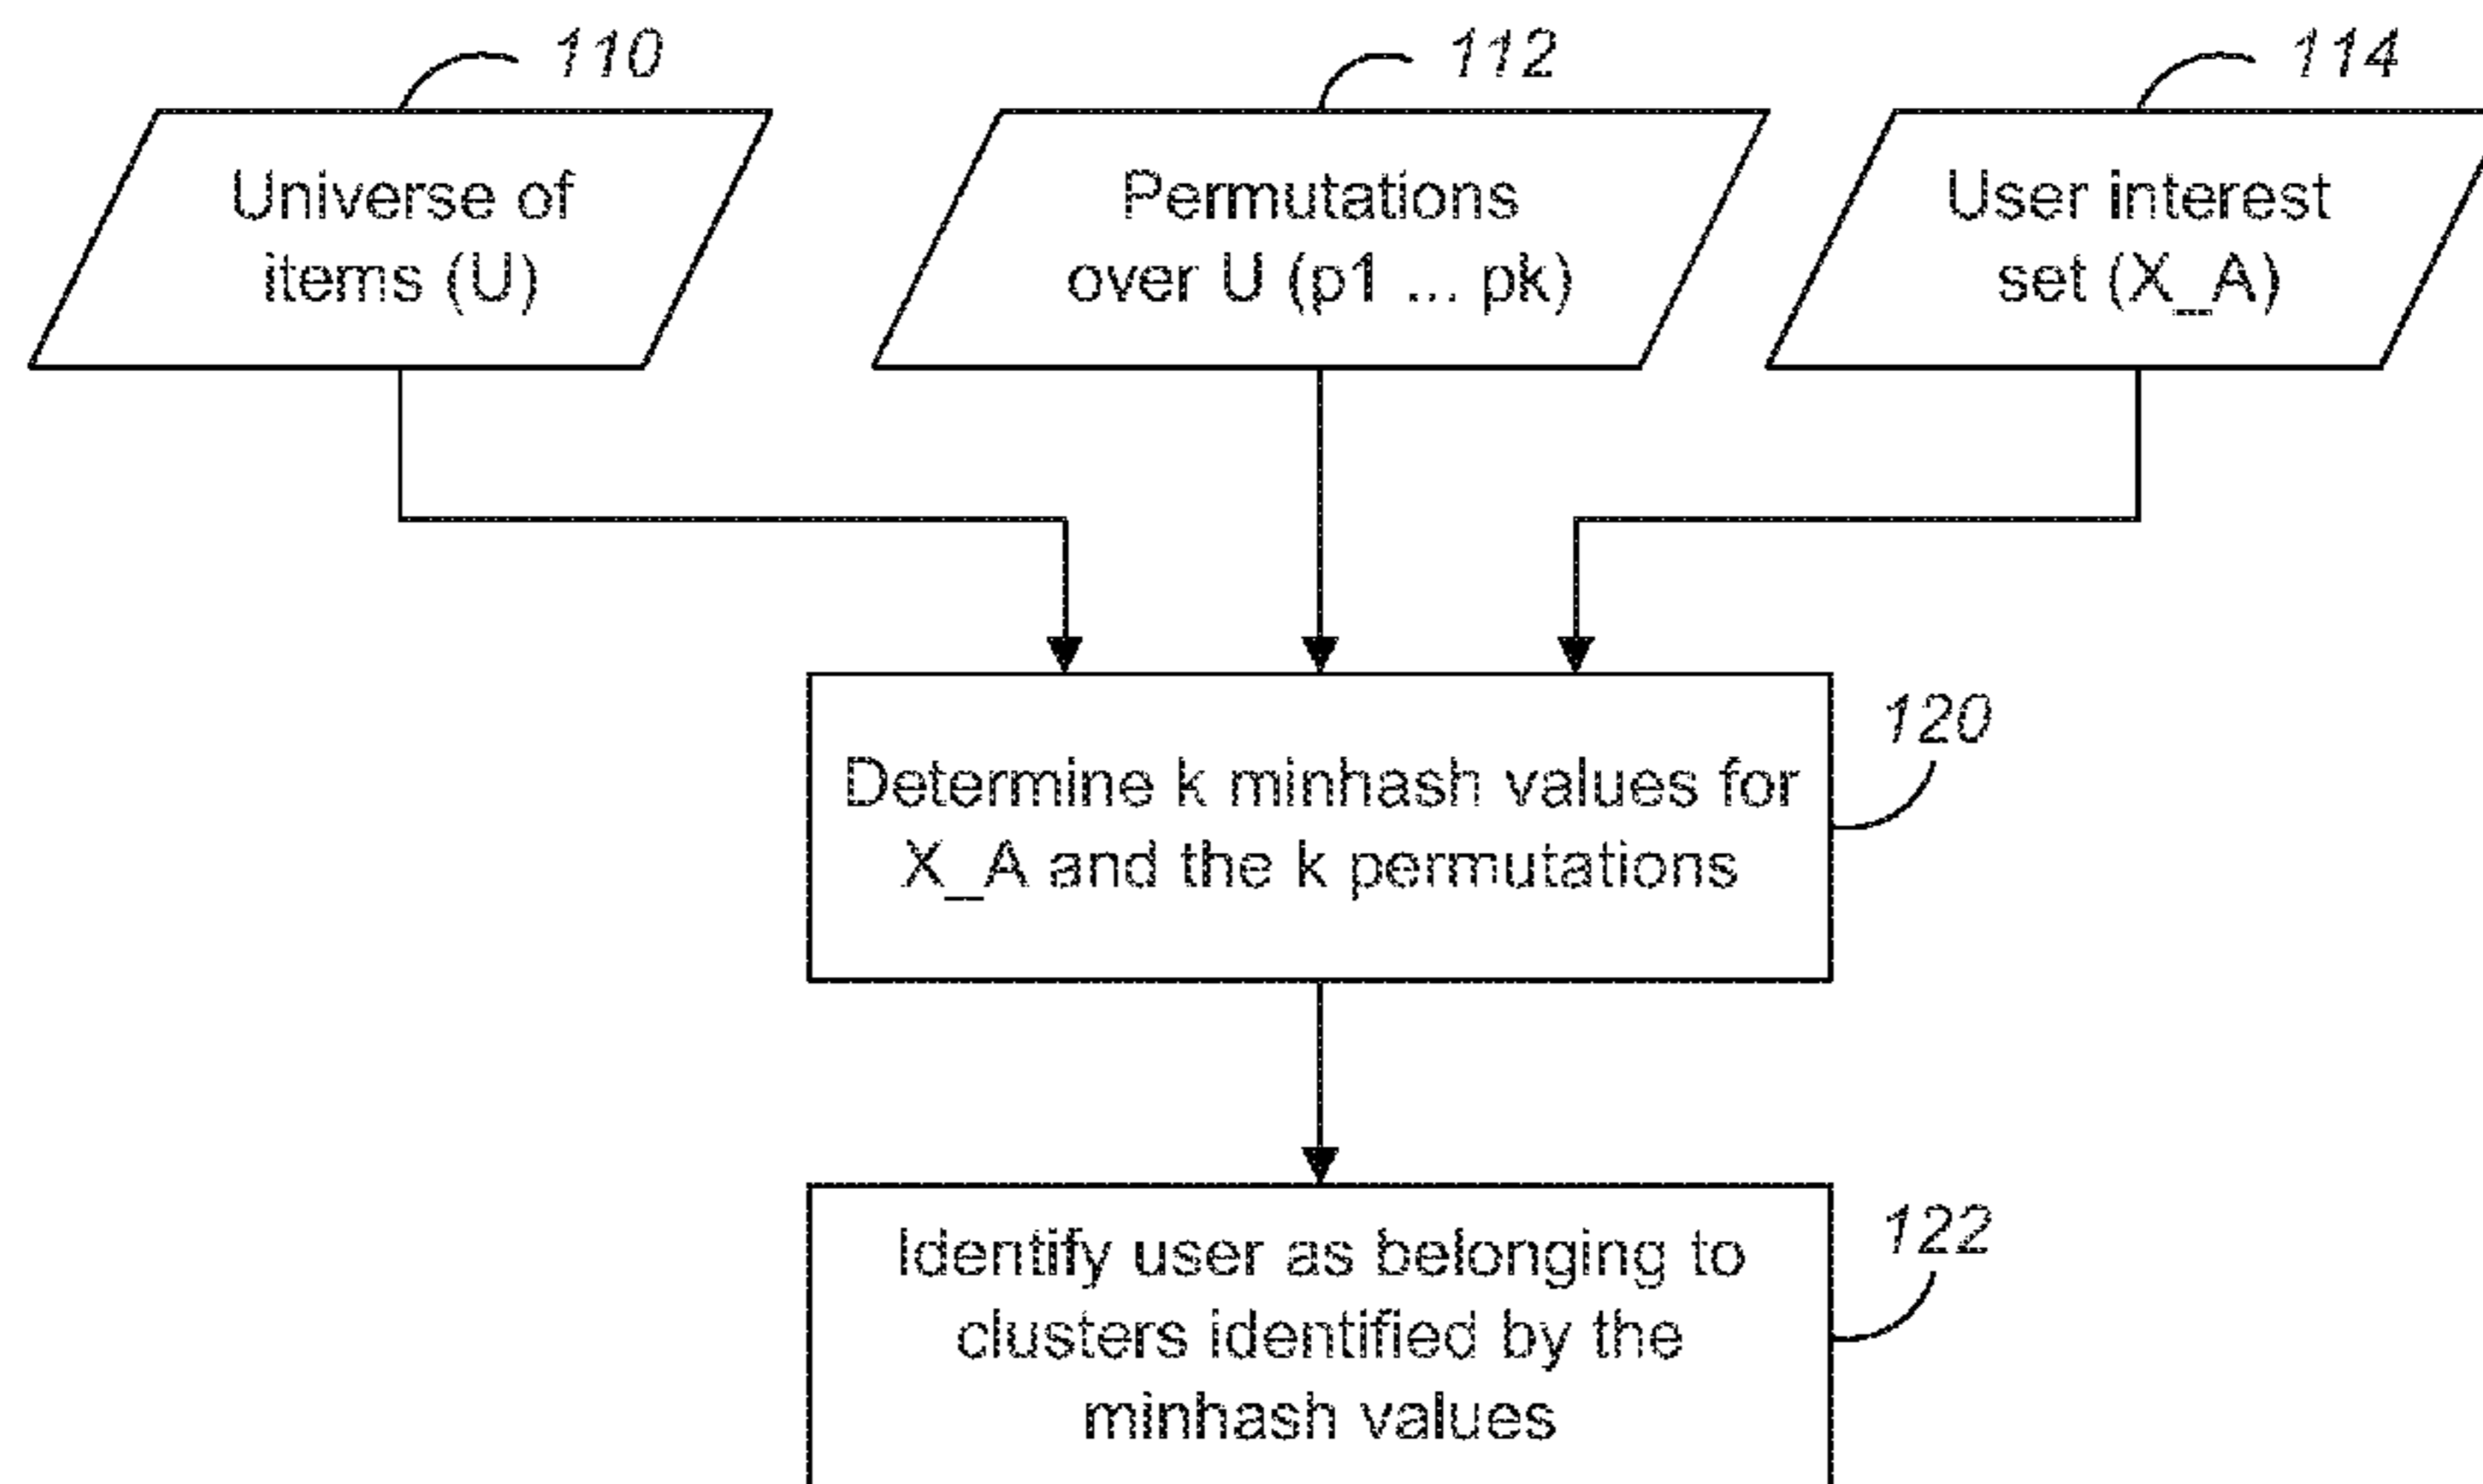 110
112
114
Universe of
items (U)
Permutations
over U (p1 ... pk)
User interest
set (X_A)
120
Determine k minhash values for
X_A and the k permutations
122
Identify user as belonging to
clusters identified by the
minhash values